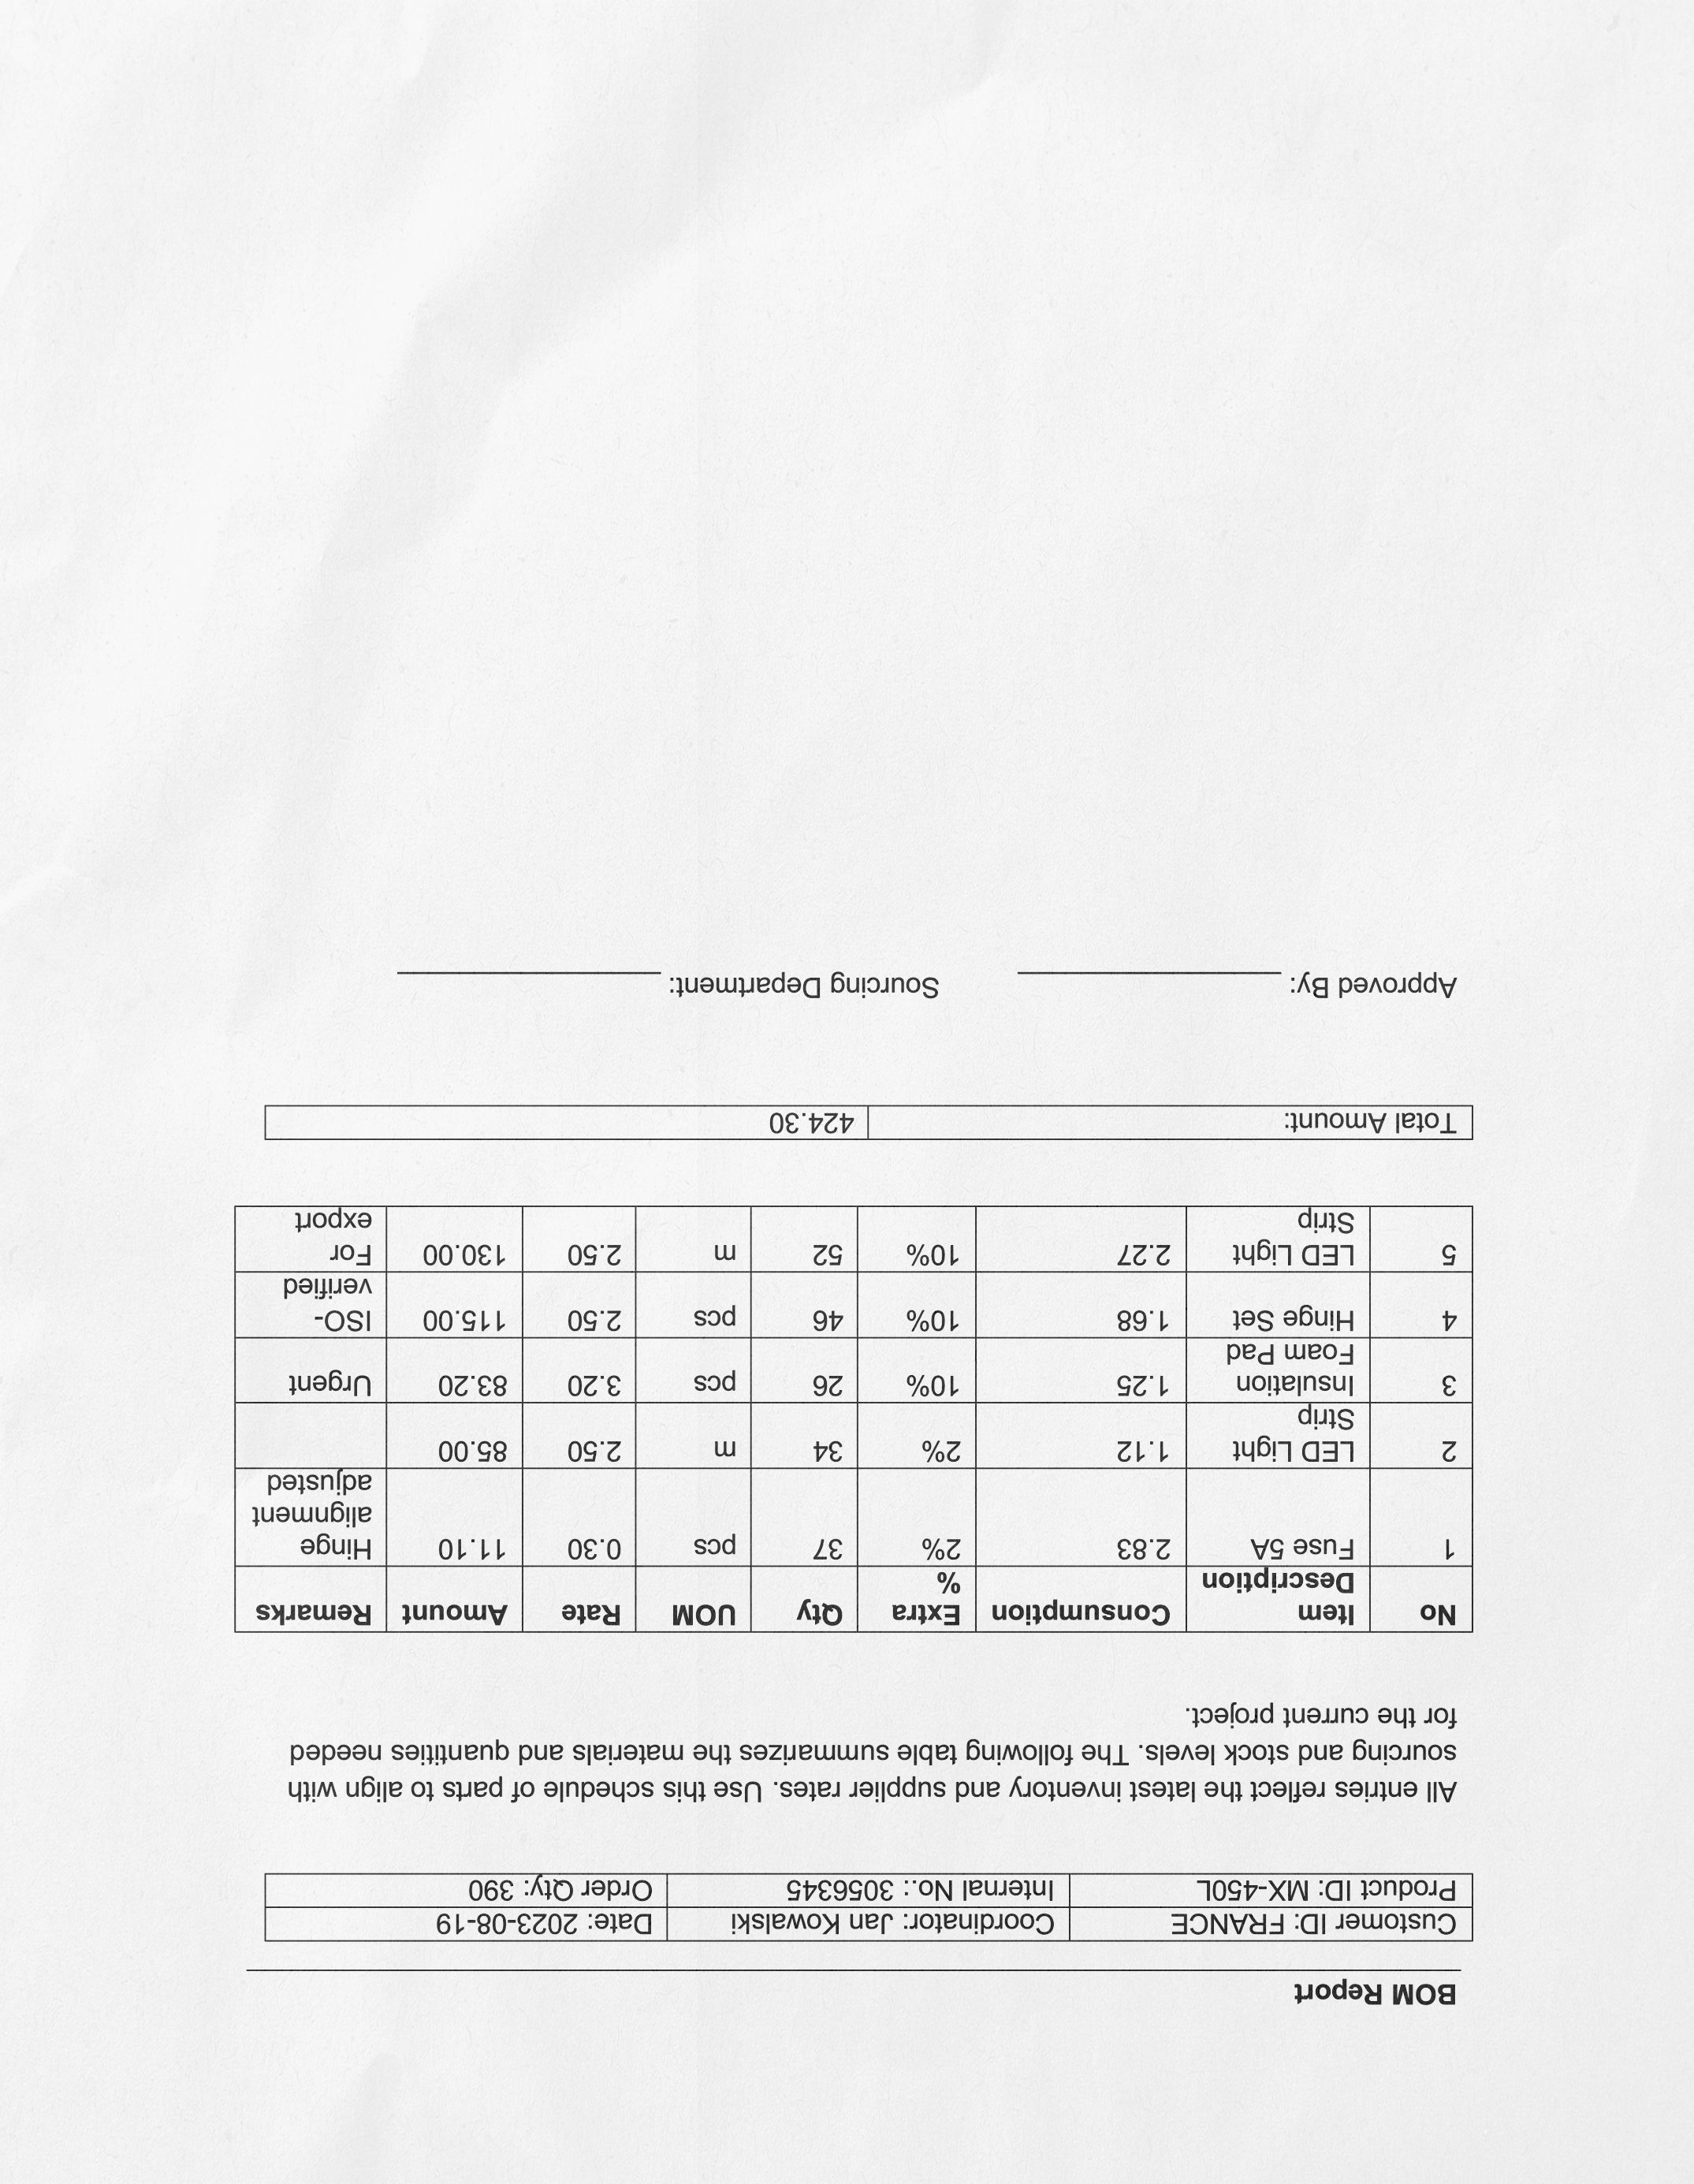 BOM Report
Customer ID: FRANCE Coordinator: Jan Kowalski Date: 2023-08-19
Product ID: MX-450L Internal No.: 3056345 Order Qty: 390
All entries reflect the latest inventory and supplier rates. Use this schedule of parts to align with
sourcing and stock levels. The following table summarizes the materials and quantities needed
for the current project.
No Item Consumption Extra Qty UOM Rate Amount Remarks
Description %
1 Fuse 5A 2.83 2% 37 pcs 0.30 11.10 Hinge
alignment
adjusted
2 LED Light 1.12 2% 34 m 2.50 85.00
Strip
3 Insulation 1.25 10% 26 pcs 3.20 83.20 Urgent
Foam Pad
4 Hinge Set 1.68 10% 46 pcs 2.50 115.00 ISO-
verified
5 LED Light 2.27 10% 52 m 2.50 130.00 For
Strip export
Total Amount: 424.30
Approved By: __________________ Sourcing Department: __________________